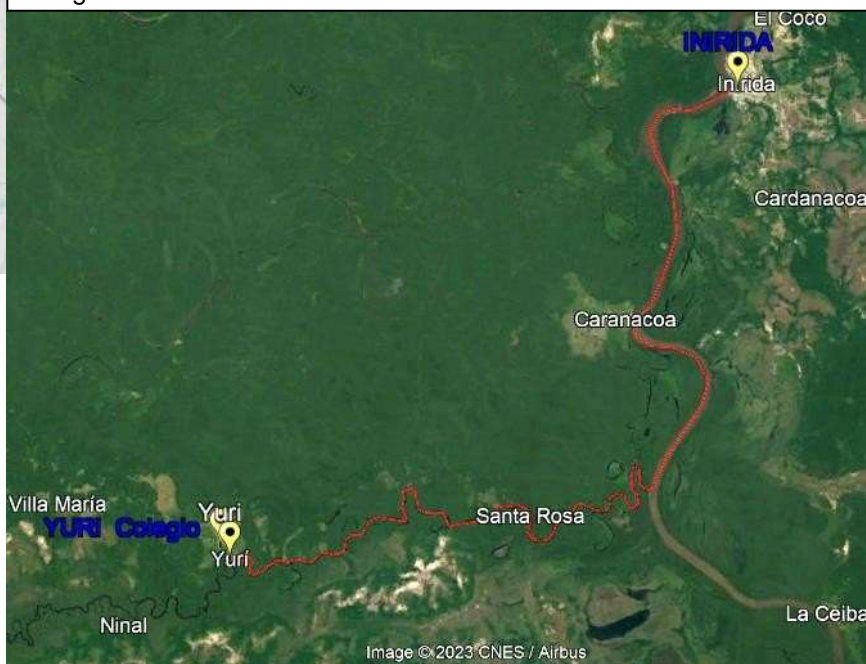 El Coco
INIRIDA
Inírida
Cardanacoa
Caranacoa
Villa María
Yuri
Santa Rosa
YURI Colegio
Yurí
La Ceiba
Ninal
Image © 2023 CNES / Airbus